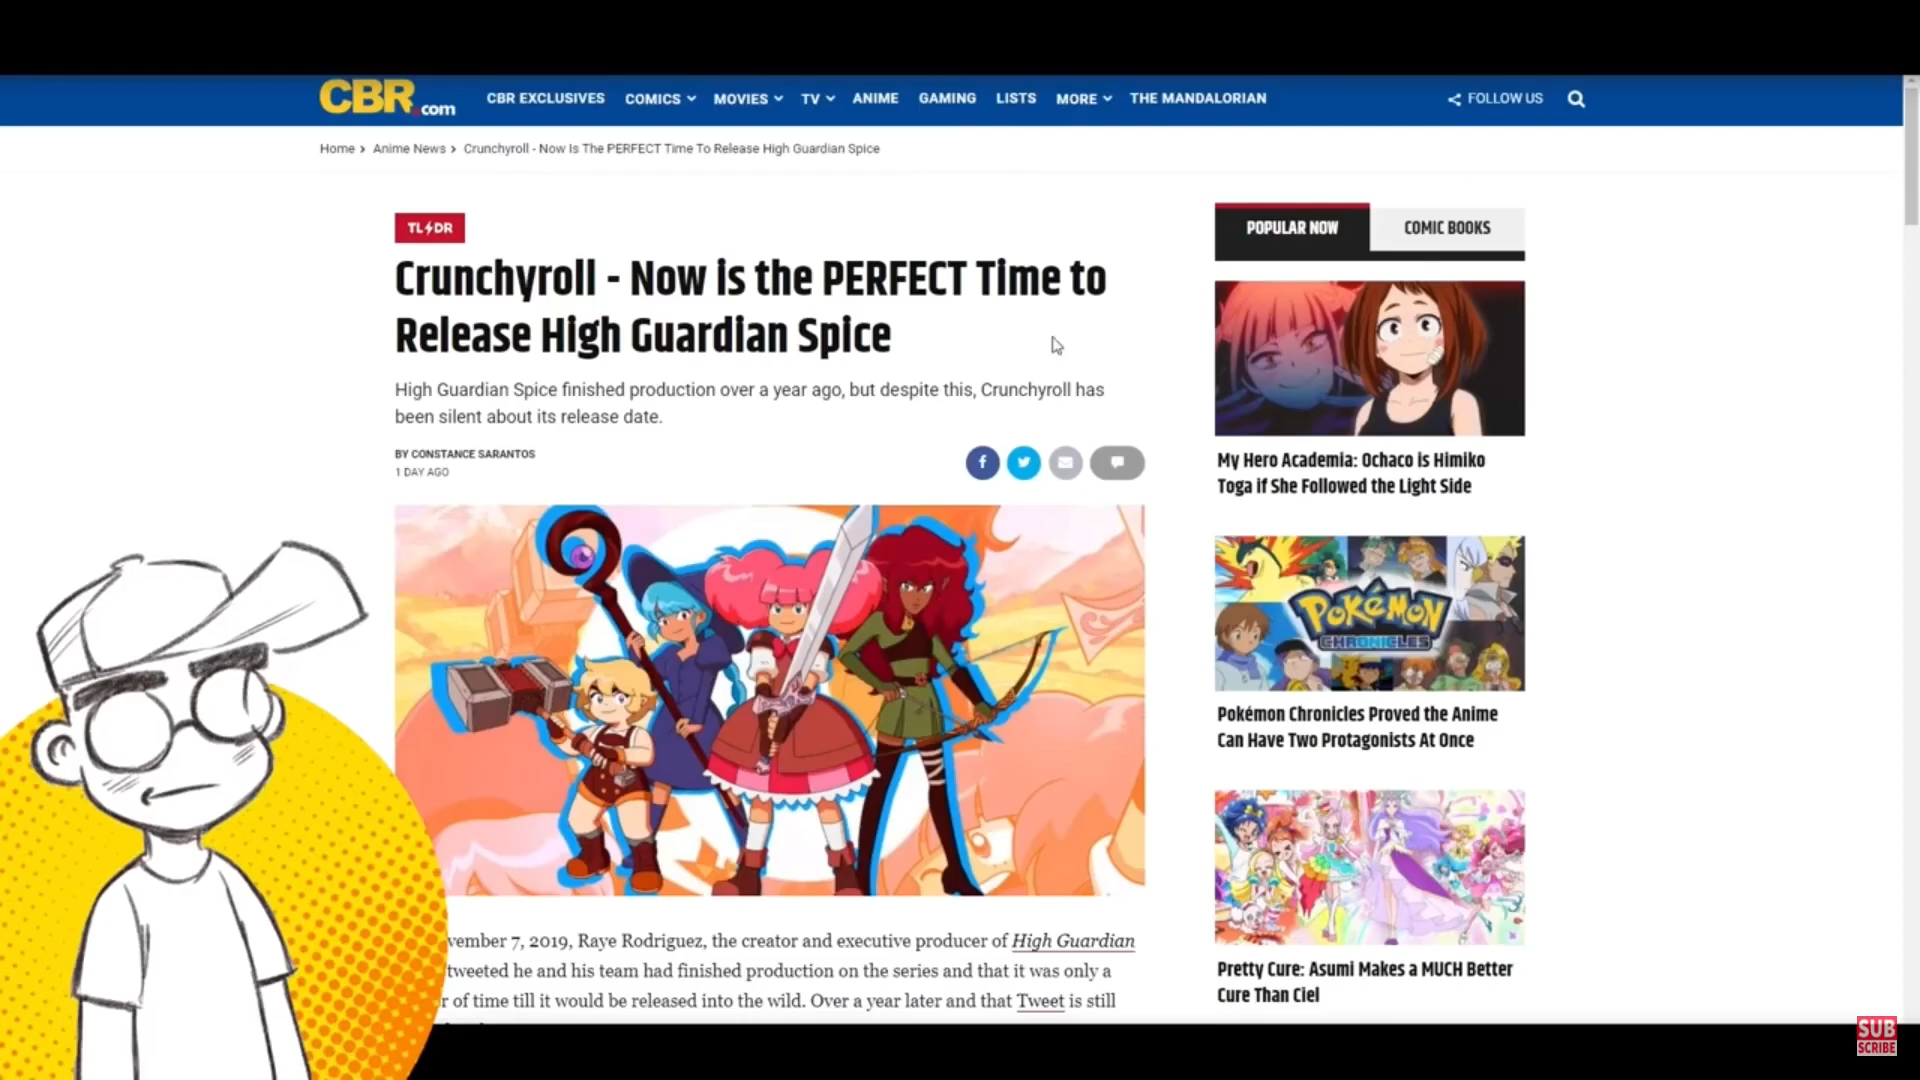 CBR.com
CBR EXCLUSIVES COMICS MOVIES TV ANIME GAMING LISTS MORE THE MANDALORIAN FOLLOW US
Home > Anime News > Crunchyroll - Now Is The PERFECT Time To Release High Guardian Spice
TL DR
Crunchyroll - Now is the PERFECT Time to
Release High Guardian Spice
High Guardian Spice finished production over a year ago, but despite this, Crunchyroll has
been silent about its release date.
BY CONSTANCE SARANTOS
1 DAY AGO
vember 7, 2019, Raye Rodriguez, the creator and executive producer of High Guardian
tweeted he and his team had finished production on the series and that it was only a
r of time till it would be released into the wild. Over a year later and that Tweet is still
POPULAR NOW COMIC BOOKS
My Hero Academia: Ochaco is Himiko
Toga if She Followed the Light Side
POKÉMON
CHRONICLES
Pokémon Chronicles Proved the Anime
Can Have Two Protagonists At Once
Pretty Cure: Asumi Makes a MUCH Better
Cure Than Ciel
SUB
SCRIBE